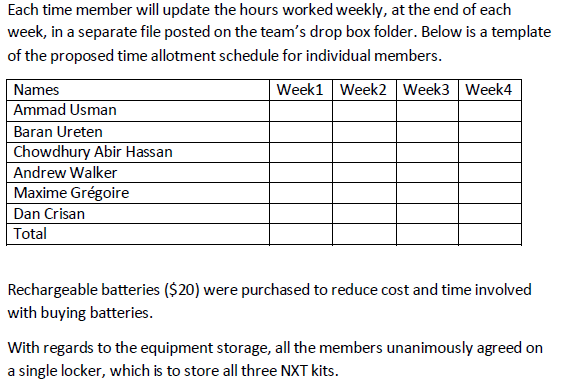 Each time member will update the hours worked weekly, at the end of each
week, in a separate file posted on the team's drop box folder. Below is a template
of the proposed time allotment schedule for individual members.
Names Week1 Week2 Week3 Week4
Ammad Usman
Baran Ureten
Chowdhury Abir Hassan
Andrew Walker
Maxime Grégoire
Dan Crisan
Total
Rechargeable batteries ($20) were purchased to reduce cost and time involved
with buying batteries.
With regards to the equipment storage, all the members unanimously agreed on
a single locker, which is to store all three NXT kits.